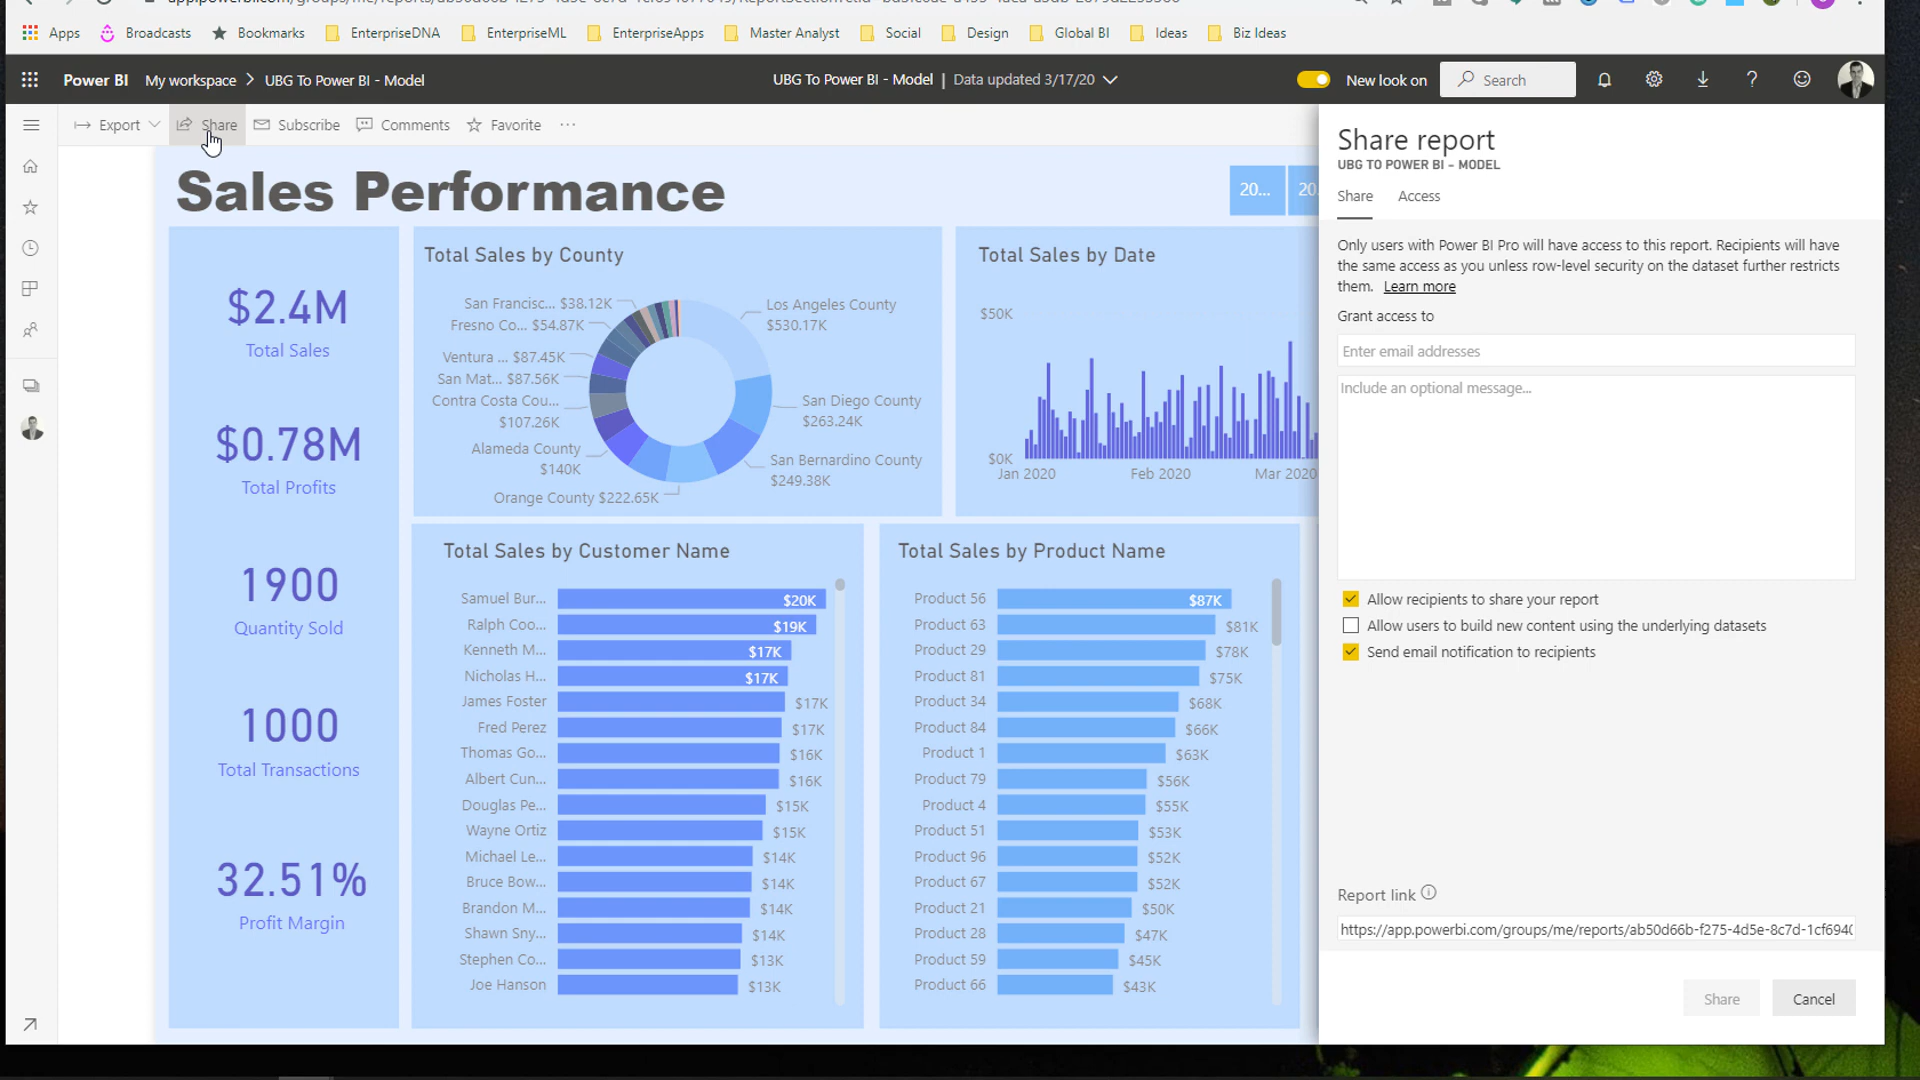 Apps
Broadcasts
Bookmarks
EnterpriseDNA
EnterpriseML
EnterpriseApps
Master Analyst
Social
Design
Global BI
Ideas
Biz Ideas
Power BI
My workspace
UBG To Power BI - Model
UBG To Power BI - Model | Data updated 3/17/20
New look on
Search
Export
Share
Subscribe
Comments
Favorite
Sales Performance
20...
20
$2.4M
Total Sales
$0.78M
Total Profits
1900
Quantity Sold
1000
Total Transactions
32.51%
Profit Margin
Total Sales by County
San Francisc... $38.12K
Fresno Co... $54.87K
Ventura ... $87.45K
San Mat... $87.56K
Contra Costa Cou...
$107.26K
Alameda County
$140K
Orange County $222.65K
Los Angeles County
$530.17K
San Diego County
$263.24K
San Bernardino County
$249.38K
Total Sales by Date
$50K
$0K
Jan 2020
Feb 2020
Mar 2020
Total Sales by Customer Name
Samuel Bur... $20K
Ralph Coo... $19K
Kenneth M... $17K
Nicholas H... $17K
James Foster $17K
Fred Perez $17K
Thomas Go... $16K
Albert Cun... $16K
Douglas Pe... $15K
Wayne Ortiz $15K
Michael Le... $14K
Bruce Bow... $14K
Brandon M... $14K
Shawn Sny... $14K
Stephen Co... $13K
Joe Hanson $13K
Total Sales by Product Name
Product 56 $87K
Product 63 $81K
Product 29 $78K
Product 81 $75K
Product 34 $68K
Product 84 $66K
Product 1 $63K
Product 79 $56K
Product 4 $55K
Product 51 $53K
Product 96 $52K
Product 67 $52K
Product 21 $50K
Product 28 $47K
Product 59 $45K
Product 66 $43K
Share report
UBG TO POWER BI - MODEL
Share
Access
Only users with Power BI Pro will have access to this report. Recipients will have
the same access as you unless row-level security on the dataset further restricts
them. Learn more
Grant access to
Enter email addresses
Include an optional message...
Allow recipients to share your report
Allow users to build new content using the underlying datasets
Send email notification to recipients
Report link
https://app.powerbi.com/groups/me/reports/ab50d66b-f275-4d5e-8c7d-1cf694
Share
Cancel